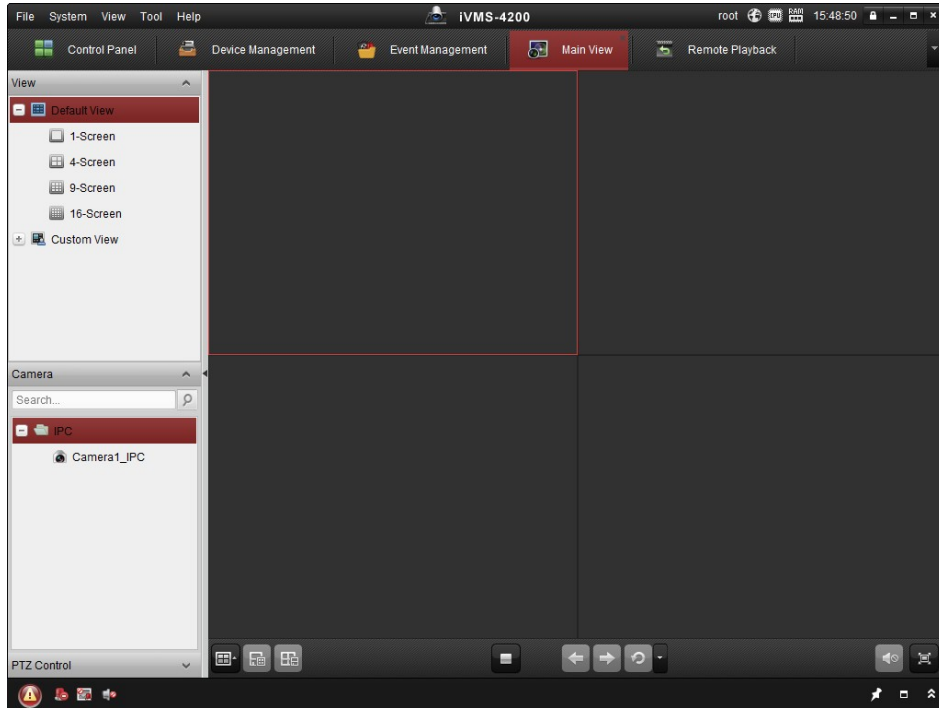 File System View Tool Help
iVMS-4200
root CPU RAM 15:48:50
Control Panel Device Management Event Management Main View Remote Playback
View
Default View
1-Screen
4-Screen
9-Screen
16-Screen
Custom View
Camera
Search...
IPC
Camera1_IPC
PTZ Control